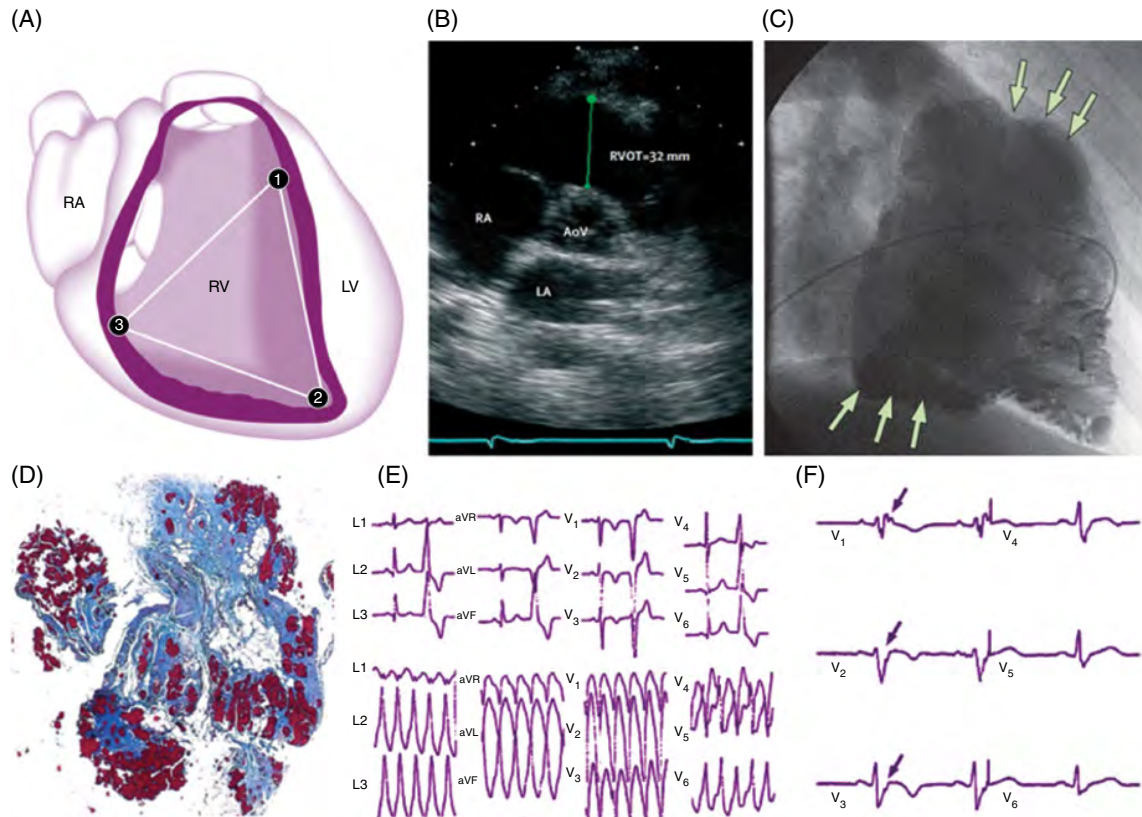 (A)
RA
RV
LV
1
2
3
(B)
RVOT=32 mm
RA
AoV
LA
(C)
(D)
(E)
L1 aVR V1 V4
L2 aVL V2 V5
L3 aVF V3 V6
L1 aVR V1 V4
L2 aVL V2 V5
L3 aVF V3 V6
(F)
V1 V4
V2 V5
V3 V6